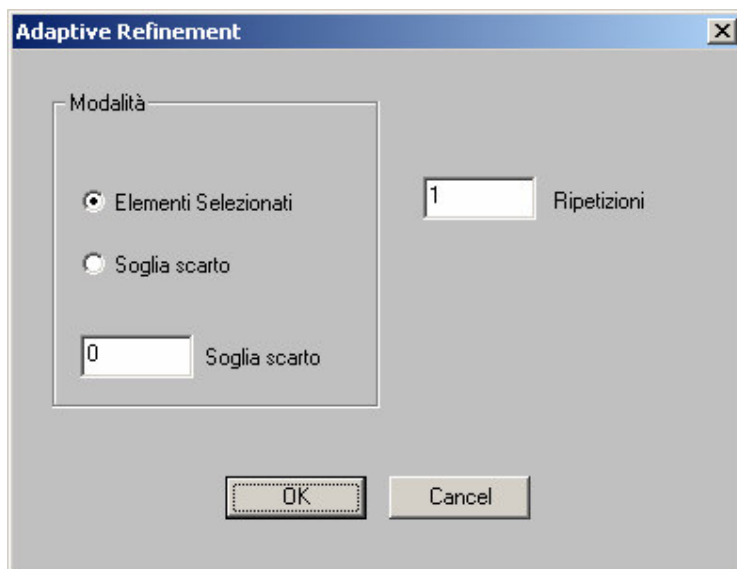 Adaptive Refinement
Modalità
Elementi Selezionati
1 Ripetizioni
Soglia scarto
0 Soglia scarto
OK Cancel